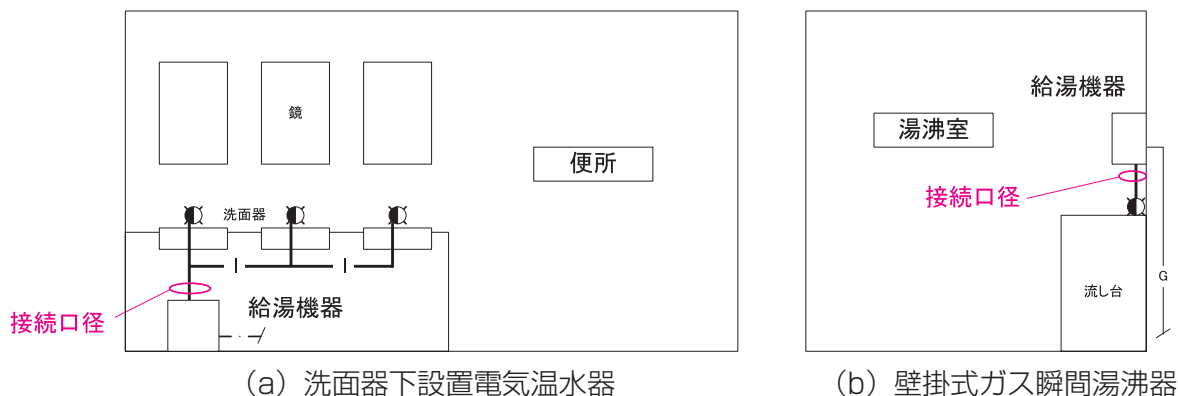 鏡
便所
洗面器
接続口径
給湯機器
(a) 洗面器下設置電気温水器
給湯機器
湯沸室
接続口径
流し台
G
(b) 壁掛式ガス瞬間湯沸器